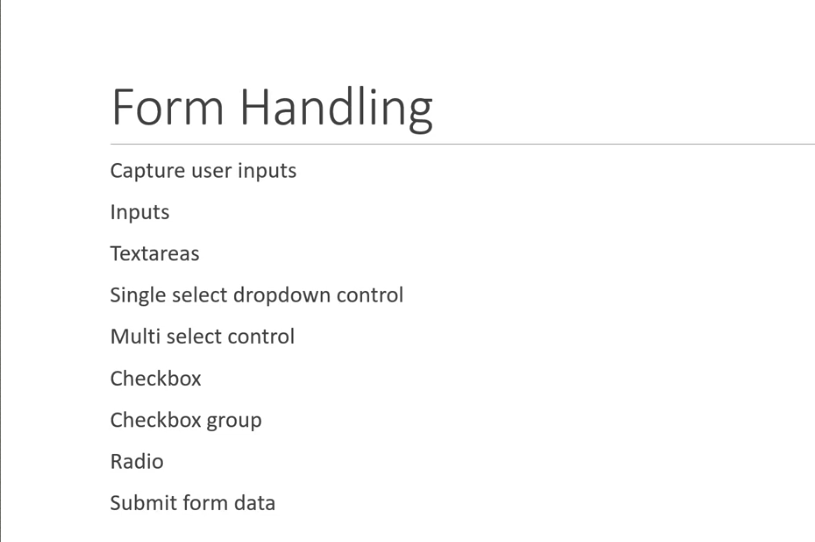 Form Handling
Capture user inputs
Inputs
Textareas
Single select dropdown control
Multi select control
Checkbox
Checkbox group
Radio
Submit form data